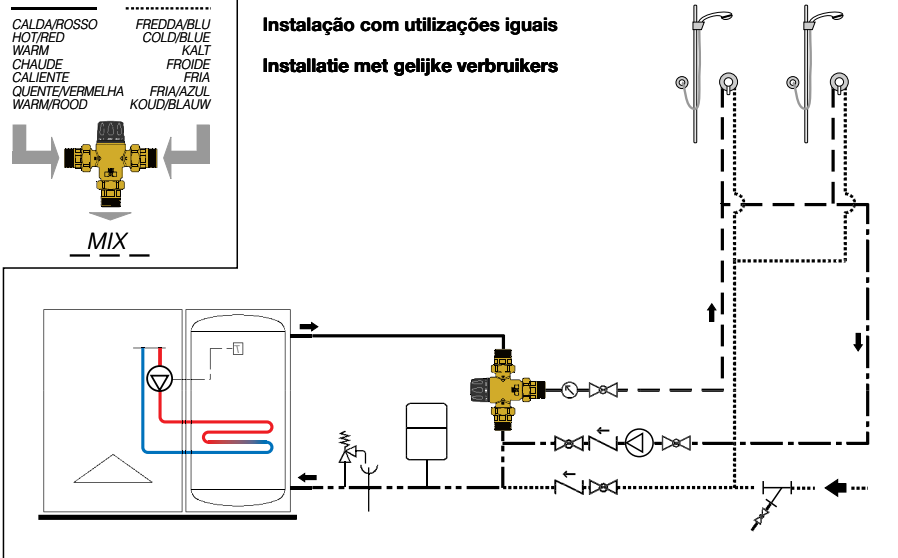 CALDA/ROSSO FREDDA/BLU
HOT/RED COLD/BLUE
WARM KALT
CHAUDE FROIDE
CALIENTE FRIA
QUENTE/VERMELHA FRIA/AZUL
WARM/ROOD KOUD/BLAUW
MIX
Instalação com utilizações iguais
Installatie met gelijke verbruikers
T